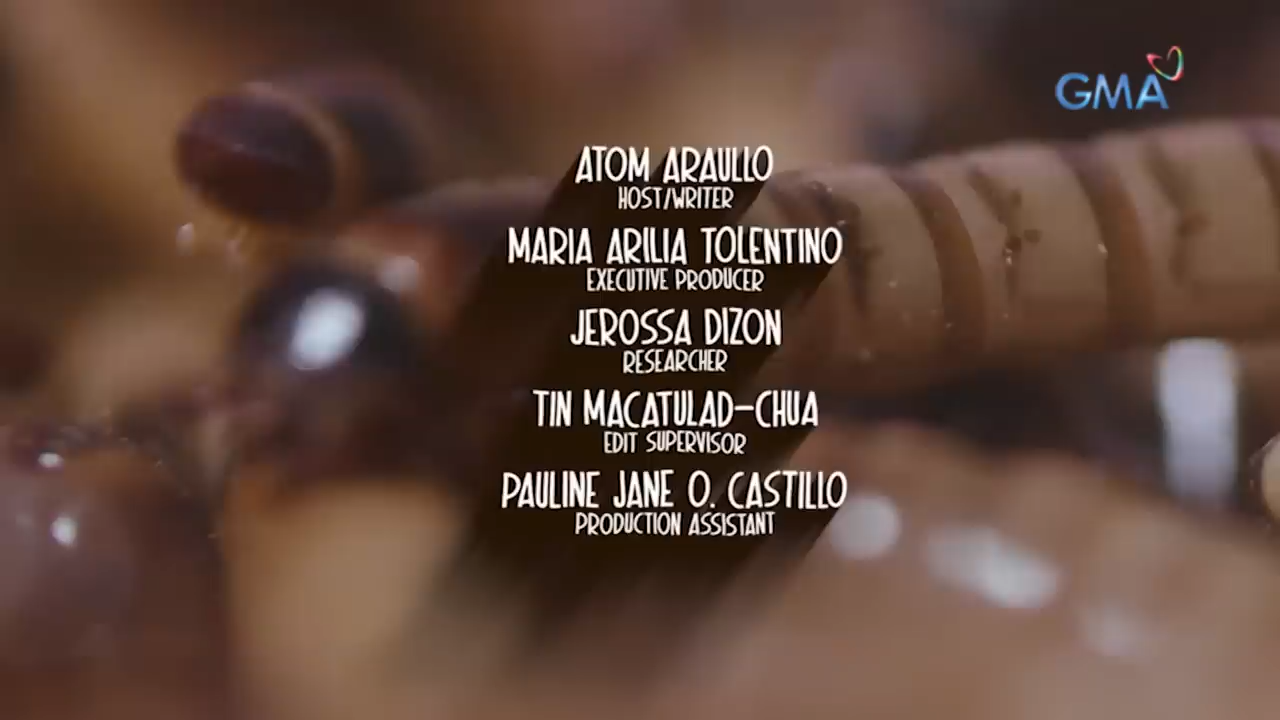 GMA
ATOM ARAULLO
HOST/WRITER
MARIA ARILIA TOLENTINO
EXECUTIVE PRODUCER
JEROSSA DIZON
RESEARCHER
TIN MACATULAD-CHUA
EDIT SUPERVISOR
PAULINE JANE O. CASTILLO
PRODUCTION ASSISTANT